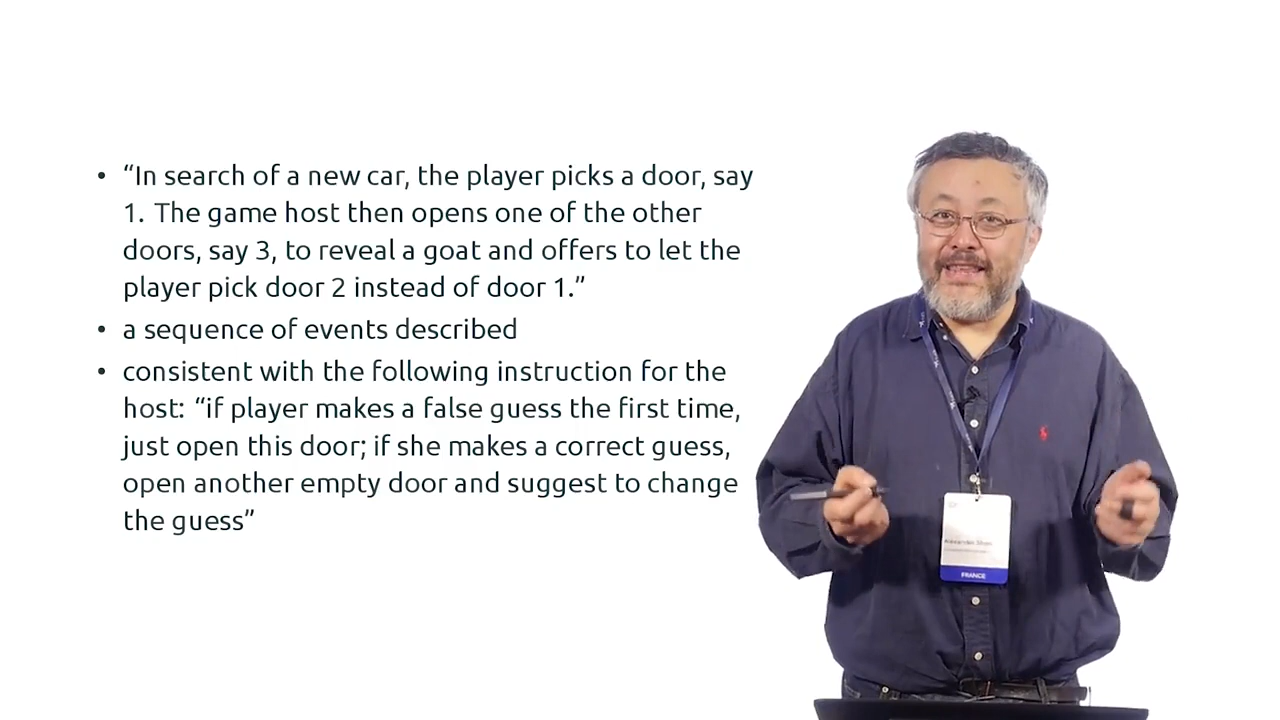 • “In search of a new car, the player picks a door, say
1. The game host then opens one of the other
doors, say 3, to reveal a goat and offers to let the
player pick door 2 instead of door 1.”
• a sequence of events described
• consistent with the following instruction for the
host: “if player makes a false guess the first time,
just open this door; if she makes a correct guess,
open another empty door and suggest to change
the guess”
Alexander Shen
FRANCE